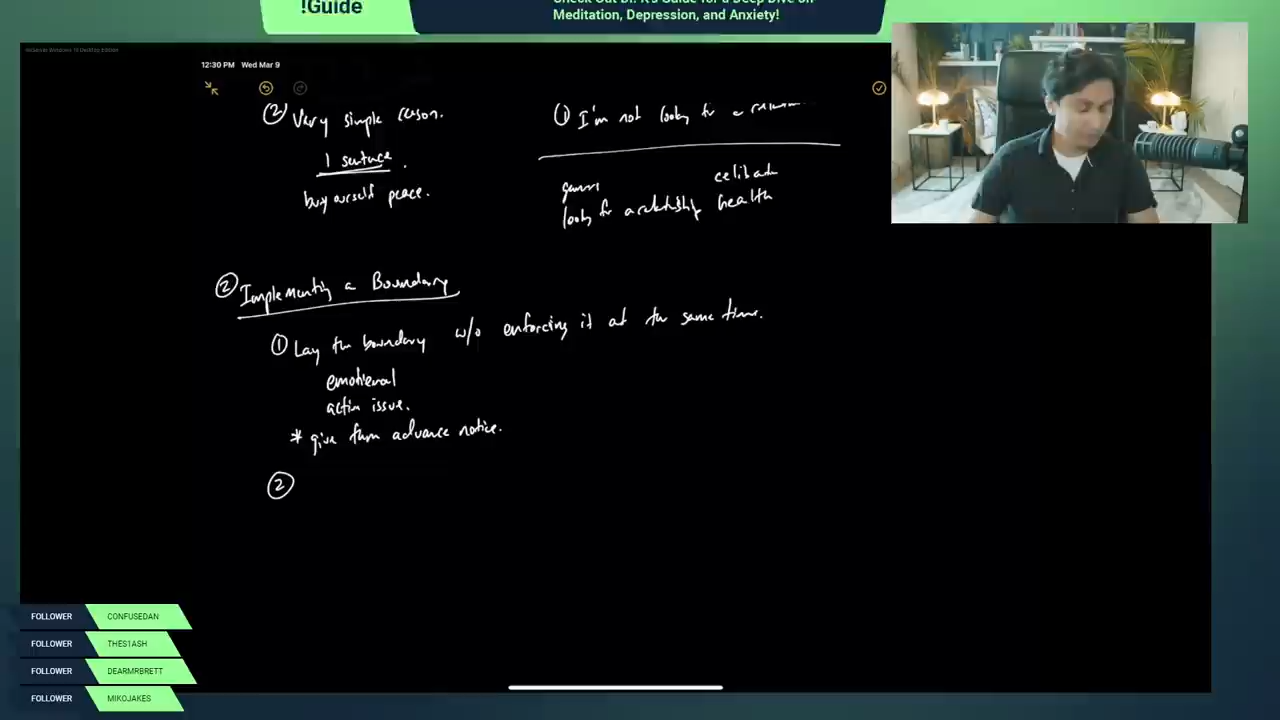 !Guide
Check Out Dr. K's Guide for a Deep Dive on
Meditation, Depression, and Anxiety!
12:30 PM Wed Mar 9
② Very simple reason.
1 sentence.
buy urself peace.
① I'm not looking for a
celibate
looking for a relationship health
② Implementing a Boundary
① Lay the boundary w/o enforcing it at the same time.
emotional
action issue.
* give them advance notice.
②
FOLLOWER CONFUSEDAN
FOLLOWER THES1ASH
FOLLOWER DEARMRBRETT
FOLLOWER MIKOJAKES